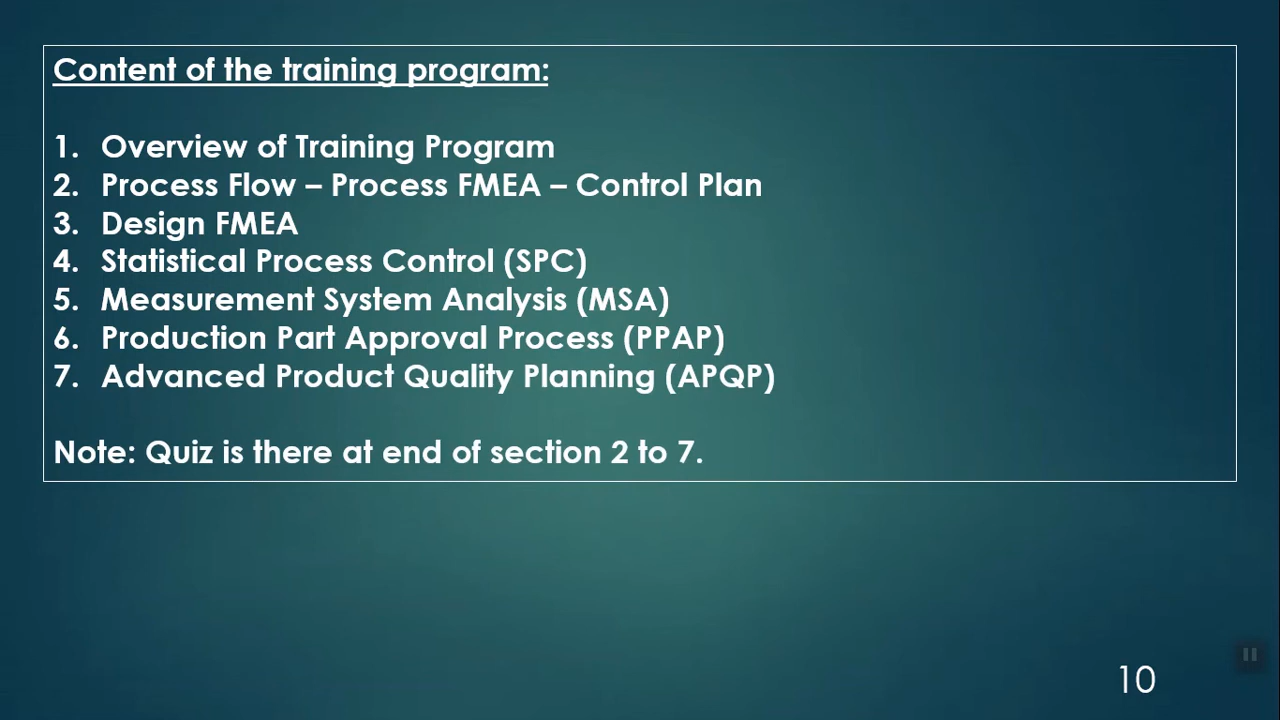 Content of the training program:
1. Overview of Training Program
2. Process Flow – Process FMEA – Control Plan
3. Design FMEA
4. Statistical Process Control (SPC)
5. Measurement System Analysis (MSA)
6. Production Part Approval Process (PPAP)
7. Advanced Product Quality Planning (APQP)
Note: Quiz is there at end of section 2 to 7.
10